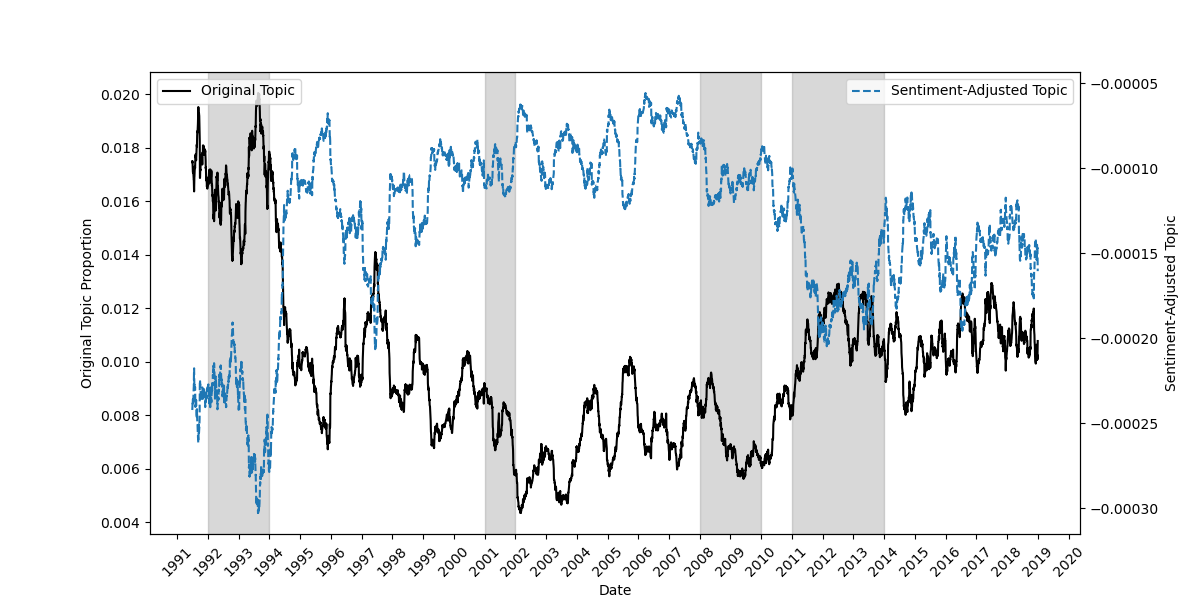 Original Topic
Sentiment-Adjusted Topic
Original Topic Proportion
0.020
0.018
0.016
0.014
0.012
0.010
0.008
0.006
0.004
−0.00005
−0.00010
−0.00015
−0.00020
−0.00025
−0.00030
Sentiment-Adjusted Topic
1991 1992 1993 1994 1995 1996 1997 1998 1999 2000 2001 2002 2003 2004 2005 2006 2007 2008 2009 2010 2011 2012 2013 2014 2015 2016 2017 2018 2019 2020
Date